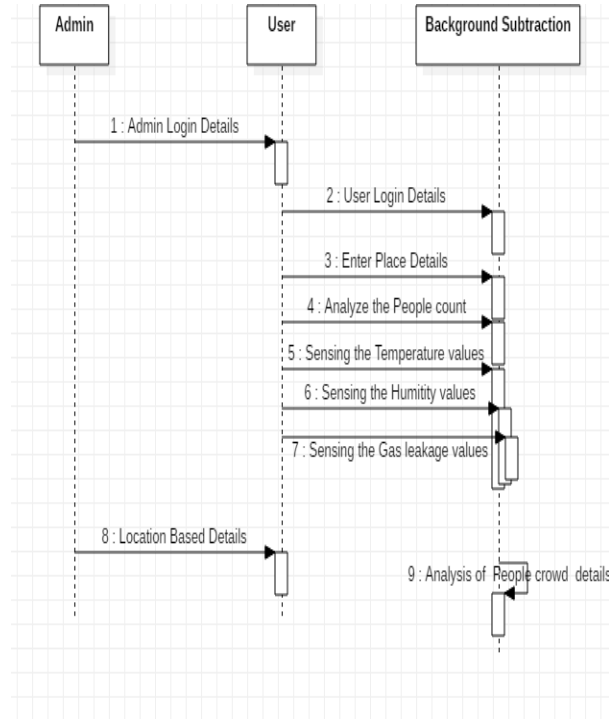 Admin
User
Background Subtraction
1 : Admin Login Details
2 : User Login Details
3 : Enter Place Details
4 : Analyze the People count
5 : Sensing the Temperature values
6 : Sensing the Humitity values
7 : Sensing the Gas leakage values
8 : Location Based Details
9 : Analysis of People crowd details